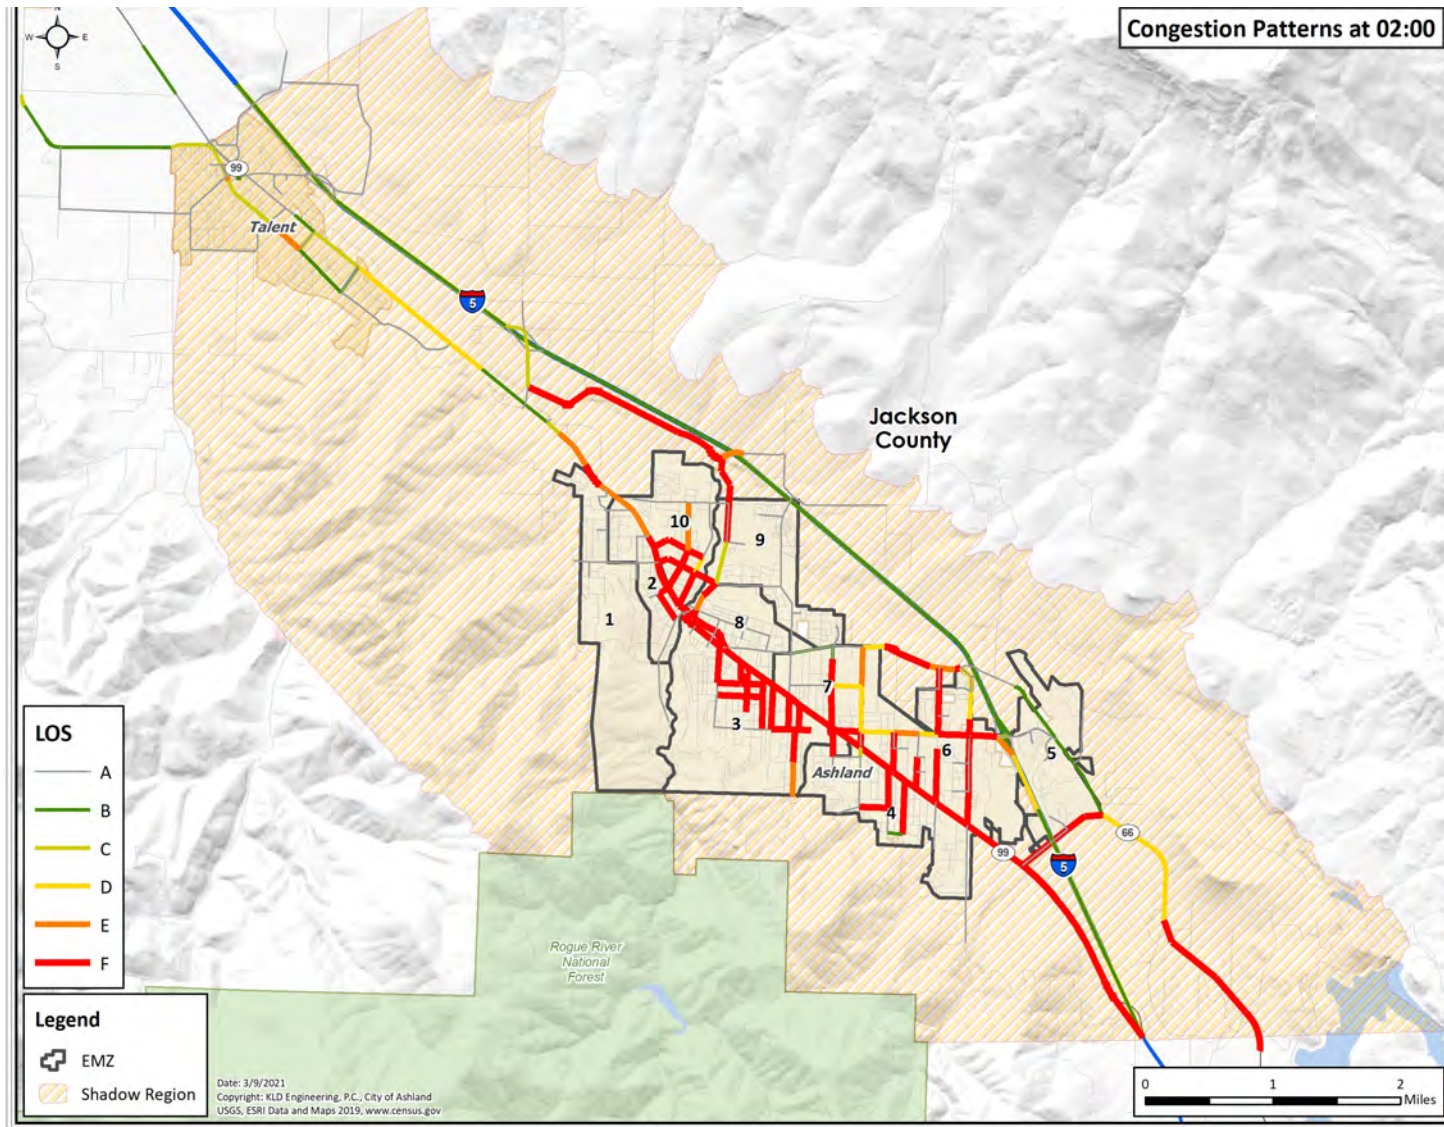 Congestion Patterns at 02:00
N
W
E
S
99
Talent
5
Jackson
County
10
9
2
1
8
7
3
6
5
Ashland
4
66
99
5
LOS
A
B
C
D
E
F
Rogue River
National
Forest
Legend
EMZ
Shadow Region
Date: 3/9/2021
Copyright: KLD Engineering, P.C., City of Ashland
USGS, ESRI Data and Maps 2019, www.census.gov
0 1 2
Miles